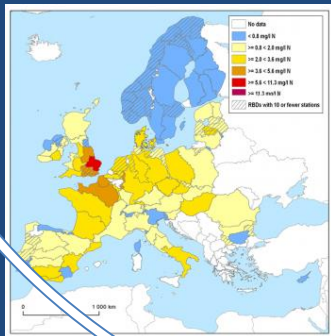 No data
< 0.8 mg/l N
>= 0.8 < 2.0 mg/l N
>= 2.0 < 3.6 mg/l N
>= 3.6 < 5.6 mg/l N
>= 5.6 < 11.3 mg/l N
>= 11.3 mg/l N
RBDs with 10 or fewer stations
0
1 000 km